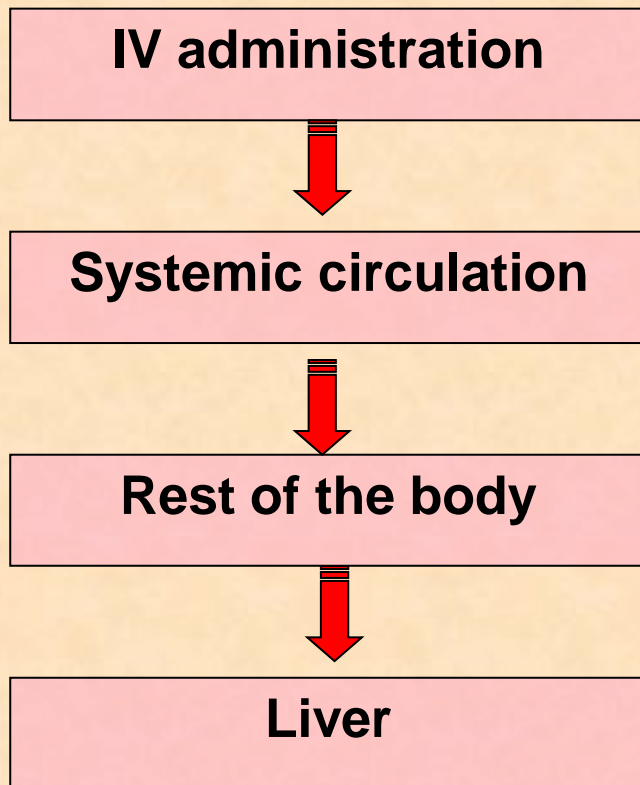 IV administration
Systemic circulation
Rest of the body
Liver